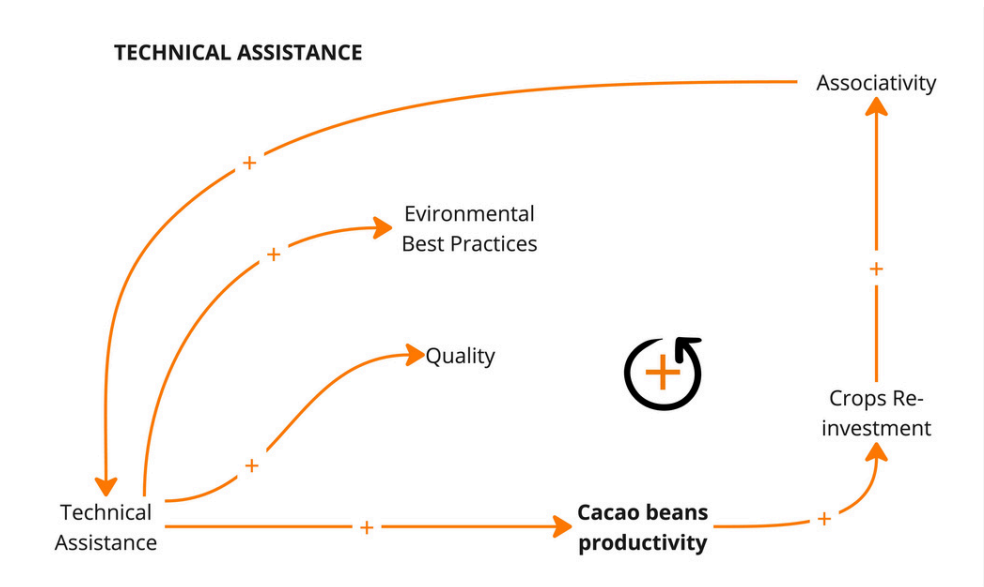 TECHNICAL ASSISTANCE
Associativity
+
Evironmental
Best Practices
+
+
Quality
+
Crops Re-
investment
+
Technical
Assistance
+
Cacao beans
productivity
+